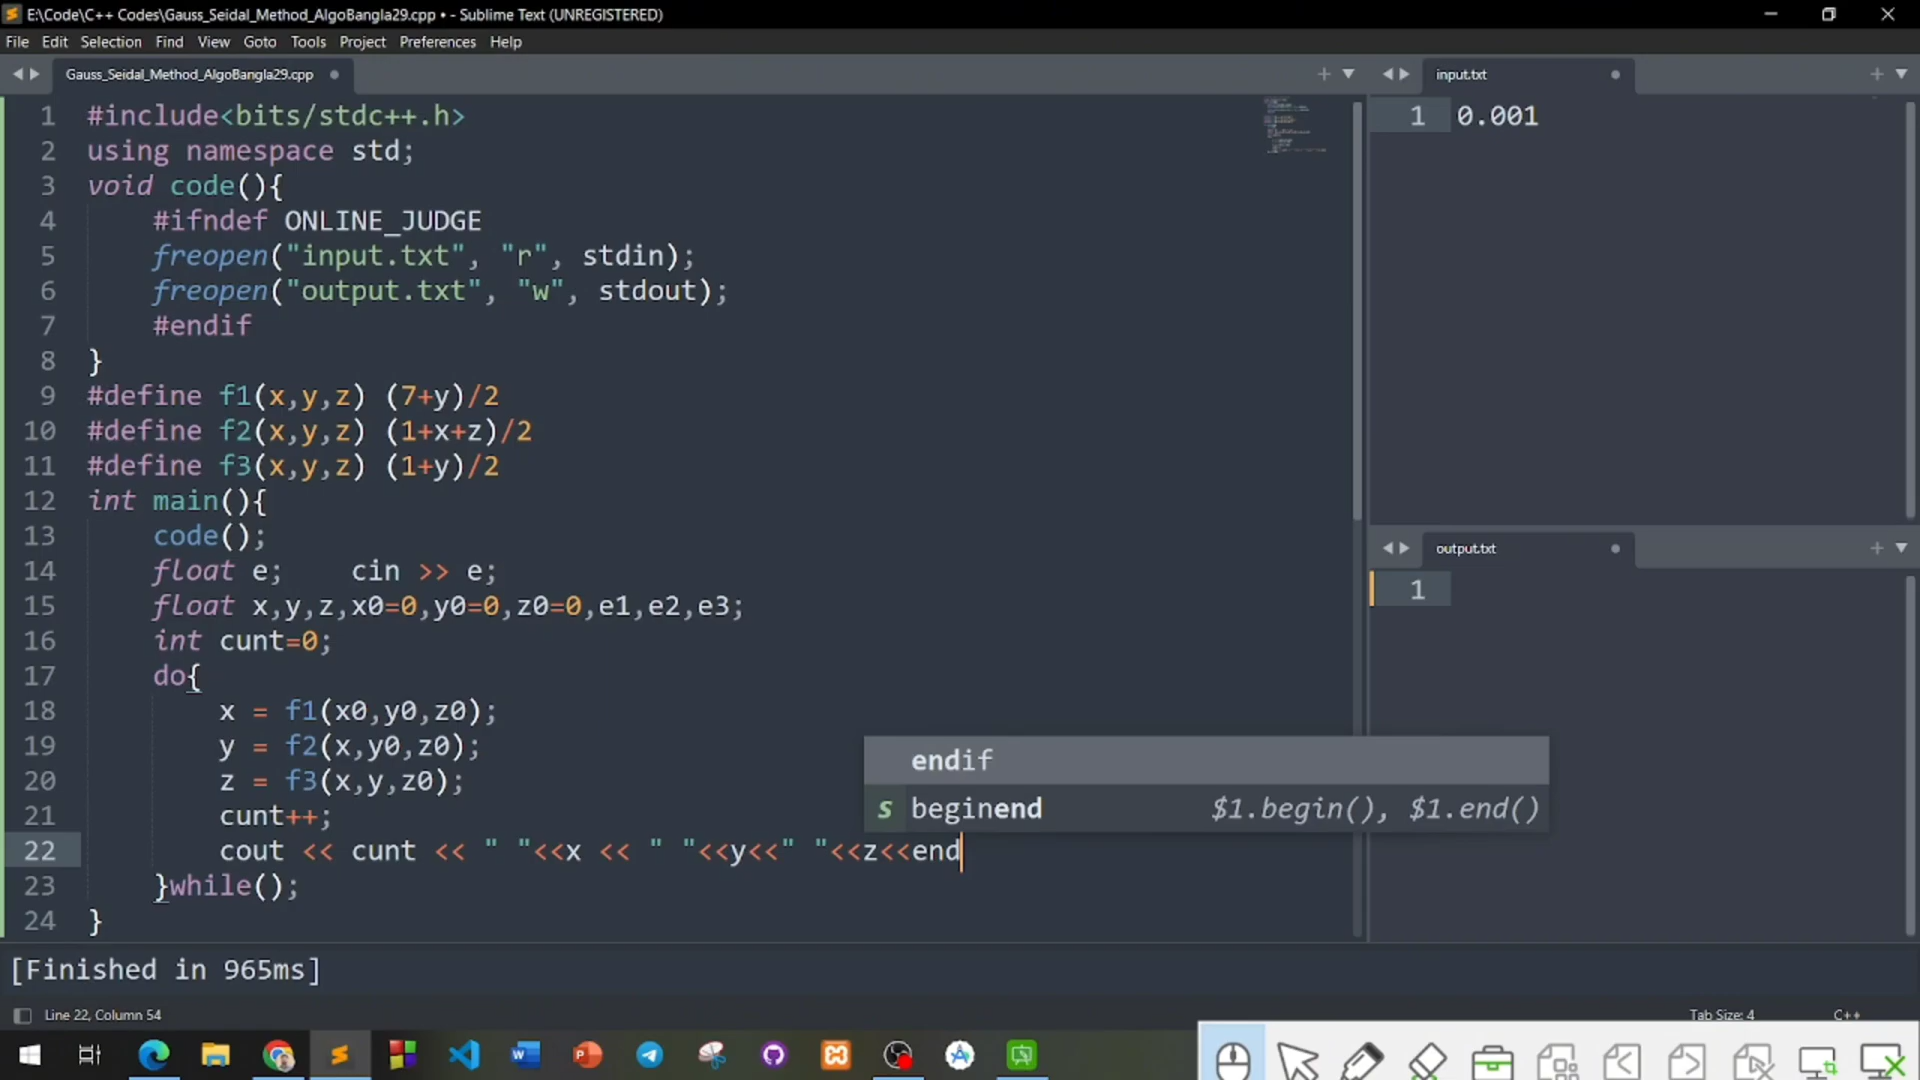 E:\Code\C++ Codes\Gauss_Seidal_Method_AlgoBangla29.cpp • - Sublime Text (UNREGISTERED)
File Edit Selection Find View Goto Tools Project Preferences Help
Gauss_Seidal_Method_AlgoBangla29.cpp
1 #include<bits/stdc++.h>
2 using namespace std;
3 void code(){
4 #ifndef ONLINE_JUDGE
5 freopen("input.txt", "r", stdin);
6 freopen("output.txt", "w", stdout);
7 #endif
8 }
9 #define f1(x,y,z) (7+y)/2
10 #define f2(x,y,z) (1+x+z)/2
11 #define f3(x,y,z) (1+y)/2
12 int main(){
13 code();
14 float e; cin >> e;
15 float x,y,z,x0=0,y0=0,z0=0,e1,e2,e3;
16 int cunt=0;
17 do{
18 x = f1(x0,y0,z0);
19 y = f2(x,y0,z0);
20 z = f3(x,y,z0);
21 cunt++;
22 cout << cunt << " "<<x << " "<<y<<" "<<z<<end
23 }while();
24 }
endif
s beginend $1.begin(), $1.end()
input.txt
1 0.001
output.txt
1
[Finished in 965ms]
Line 22, Column 54
Tab Size: 4
C++